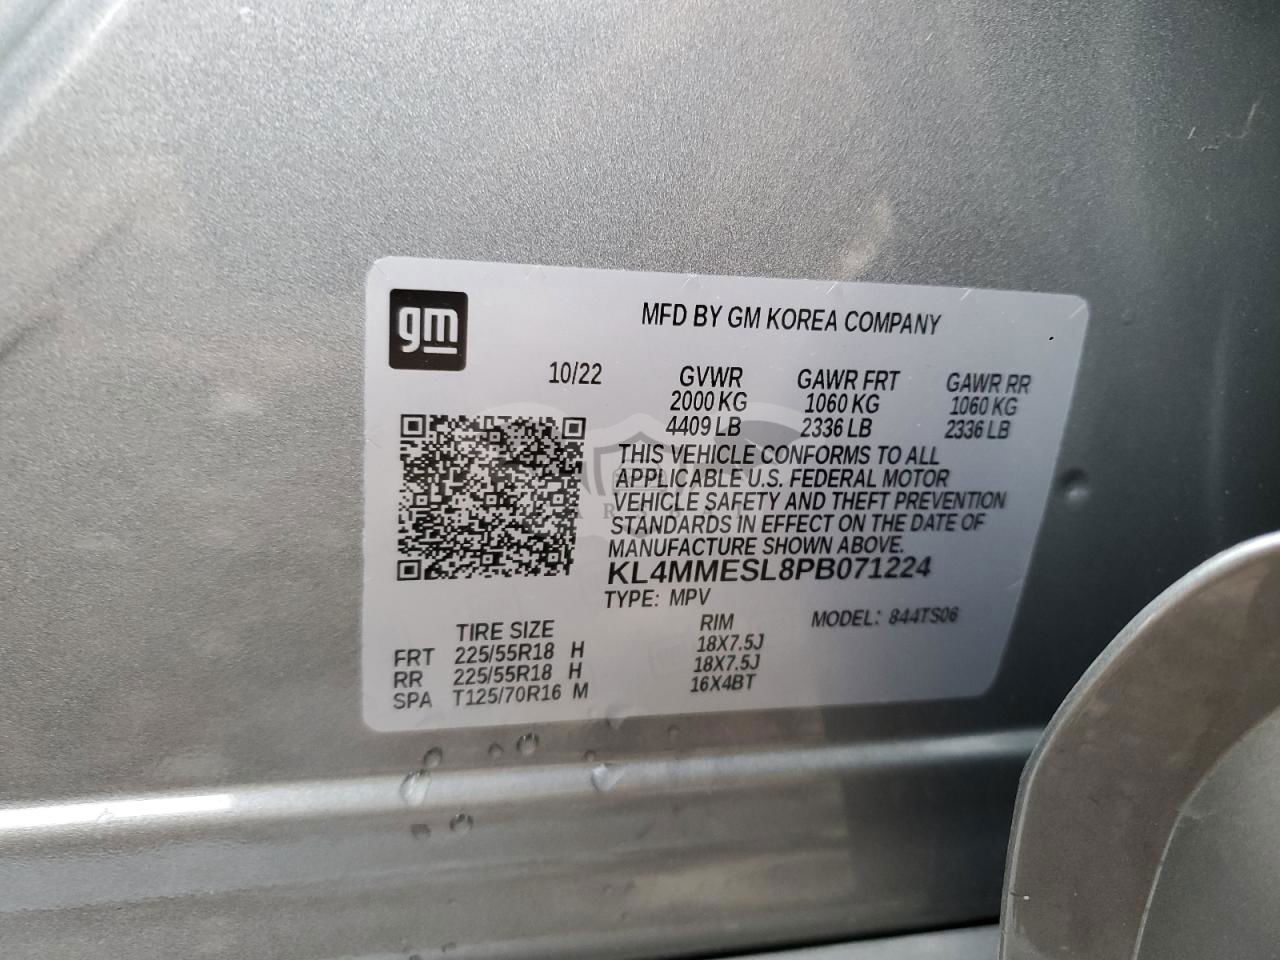 gm
MFD BY GM KOREA COMPANY
10/22 GVWR GAWR FRT GAWR RR
2000 KG 1060 KG 1060 KG
4409 LB 2336 LB 2336 LB
THIS VEHICLE CONFORMS TO ALL
APPLICABLE U.S. FEDERAL MOTOR
VEHICLE SAFETY AND THEFT PREVENTION
STANDARDS IN EFFECT ON THE DATE OF
MANUFACTURE SHOWN ABOVE.
KL4MMESL8PB071224
TYPE: MPV MODEL: 844TS06
TIRE SIZE RIM
FRT 225/55R18 H 18X7.5J
RR 225/55R18 H 18X7.5J
SPA T125/70R16 M 16X4BT